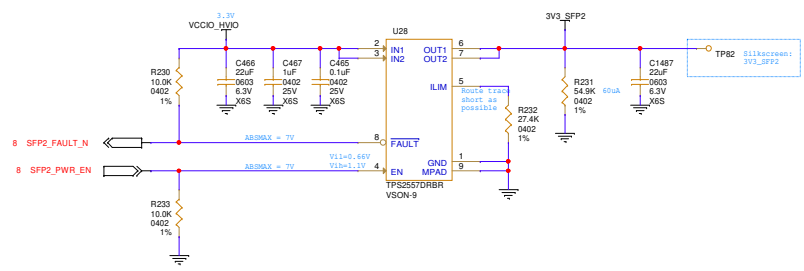 3.3V
VCCIO_HVIO
3V3_SFP2
U28
2 IN1 OUT1 6
3 IN2 OUT2 7
TP82
Silkscreen:
3V3_SFP2
R230
10.0K
0402
1%
C466
22uF
0603
6.3V
X6S
C467
1uF
0402
25V
X6S
C465
0.1uF
0402
25V
X6S
ILIM 5
Route trace
short as
possible
R232
27.4K
0402
1%
R231
54.9K 60uA
0402
1%
C1487
22uF
0603
6.3V
X6S
8 SFP2_FAULT_N
ABSMAX = 7V
8 FAULT
8 SFP2_PWR_EN
ABSMAX = 7V
Vil=0.66V
Vih=1.1V
4 EN
GND 1
MPAD 9
TPS2557DRBR
VSON-9
R233
10.0K
0402
1%